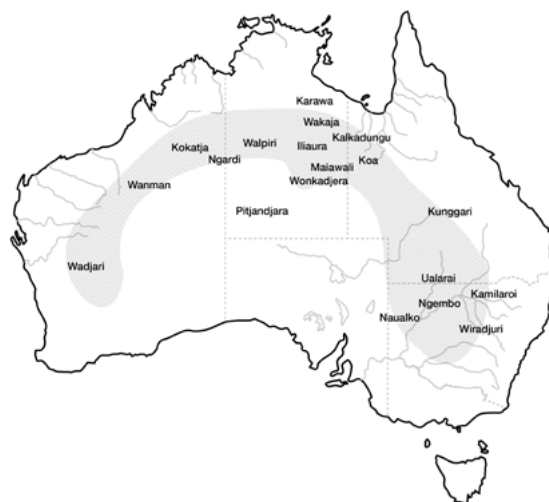 Karawa
Wakaja
Kalkadungu
Kokatja
Walpiri
Iliaura
Ngardi
Koa
Maiawali
Wanman
Wonkadjera
Pitjandjara
Kunggari
Wadjari
Ualarai
Kamilaroi
Ngembo
Naualko
Wiradjuri